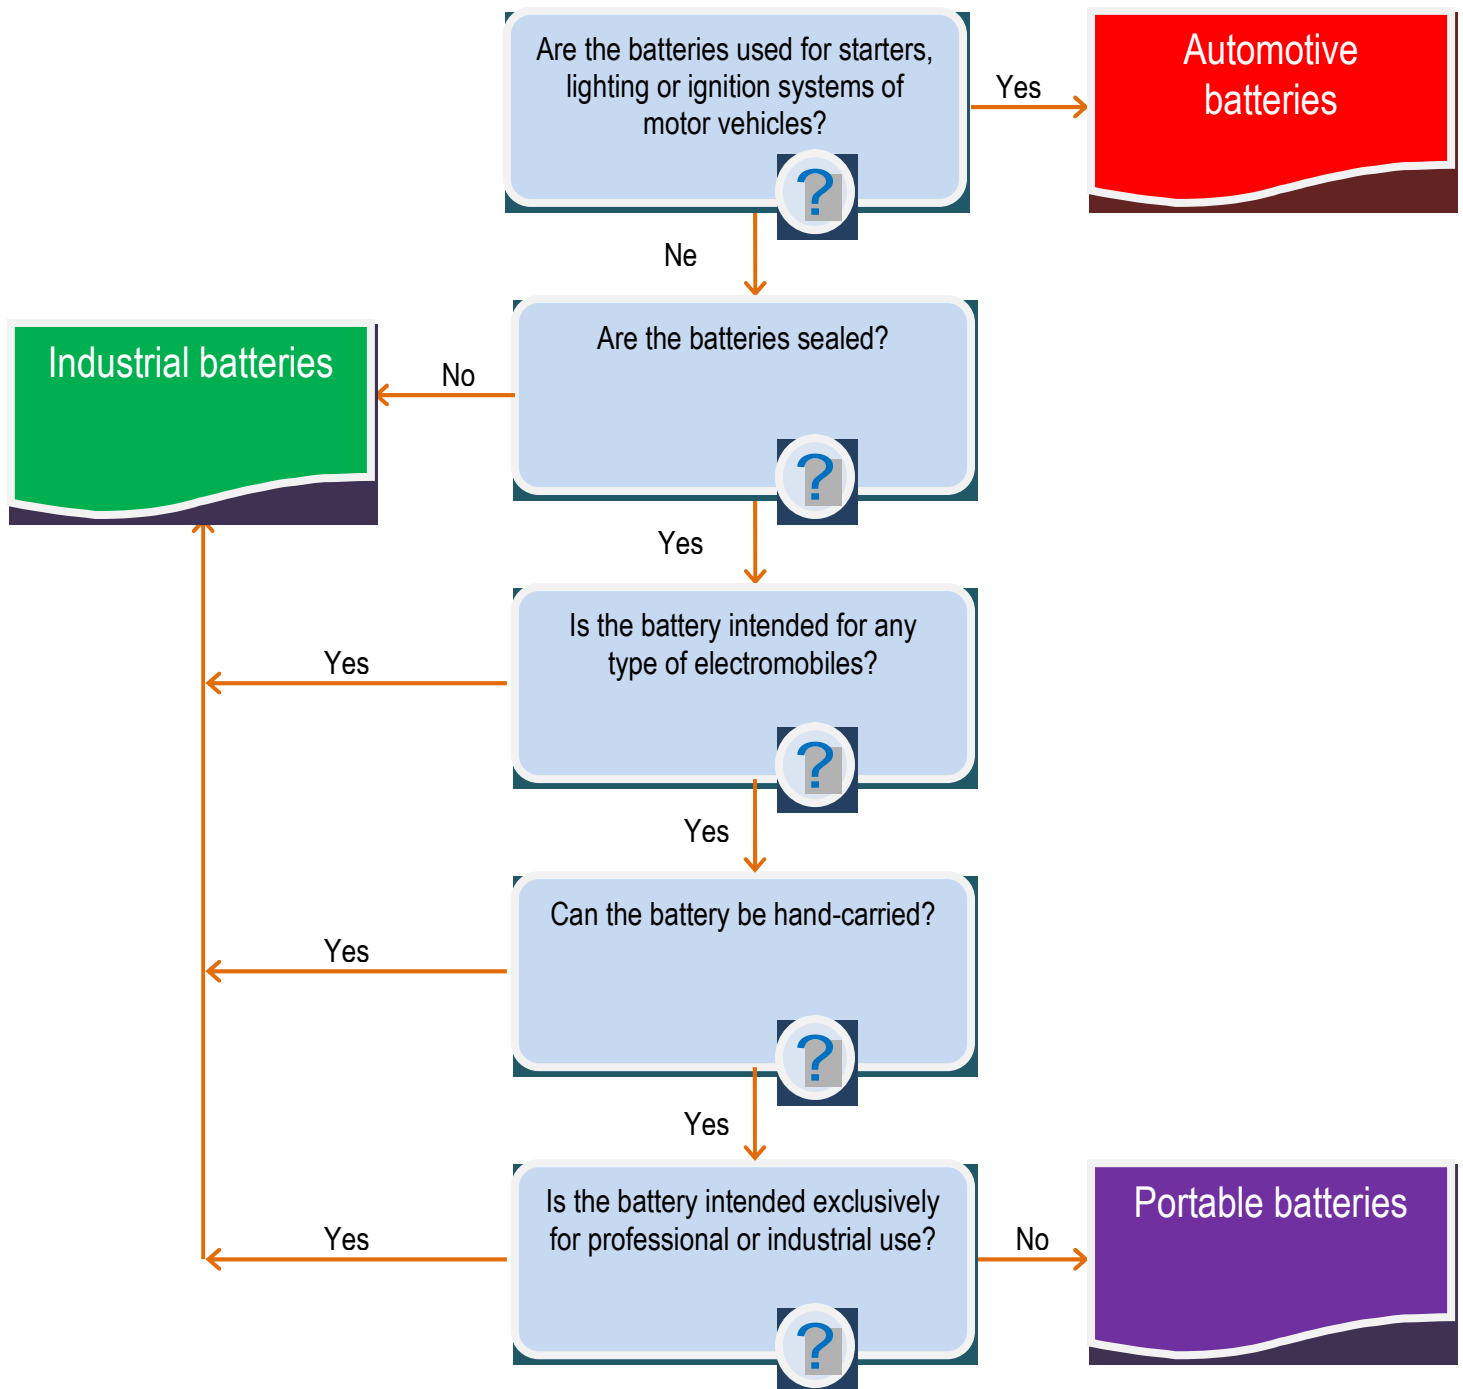 Are the batteries used for starters,
lighting or ignition systems of
motor vehicles?
?
Yes
Automotive
batteries
Ne
Industrial batteries
No
Are the batteries sealed?
?
Yes
Is the battery intended for any
type of electromobiles?
?
Yes
Yes
Can the battery be hand-carried?
?
Yes
Yes
Is the battery intended exclusively
for professional or industrial use?
?
Yes
No
Portable batteries